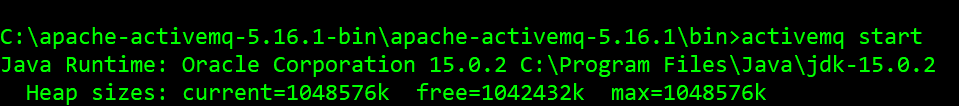 C:\apache-activemq-5.16.1-bin\apache-activemq-5.16.1\bin>activemq start
Java Runtime: Oracle Corporation 15.0.2 C:\Program Files\Java\jdk-15.0.2
  Heap sizes: current=1048576k  free=1042432k  max=1048576k